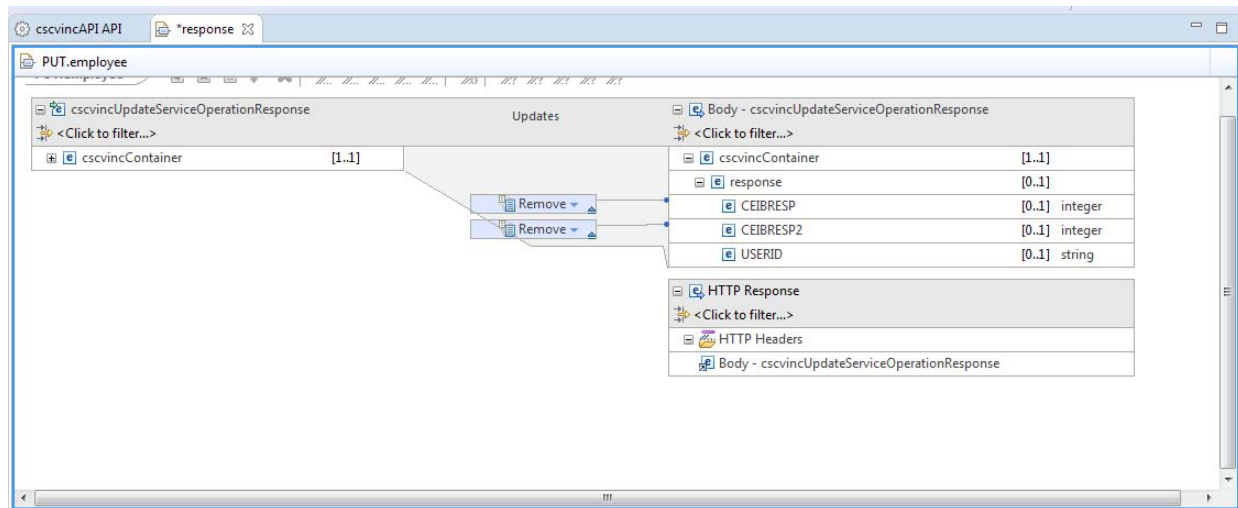 cscvincAPI API
*response
PUT.employee
cscvincUpdateServiceOperationResponse
<Click to filter...>
cscvincContainer [1..1]
Updates
Remove
Remove
Body - cscvincUpdateServiceOperationResponse
<Click to filter...>
cscvincContainer [1..1]
response [0..1]
CEIBRESP [0..1] integer
CEIBRESP2 [0..1] integer
USERID [0..1] string
HTTP Response
<Click to filter...>
HTTP Headers
Body - cscvincUpdateServiceOperationResponse